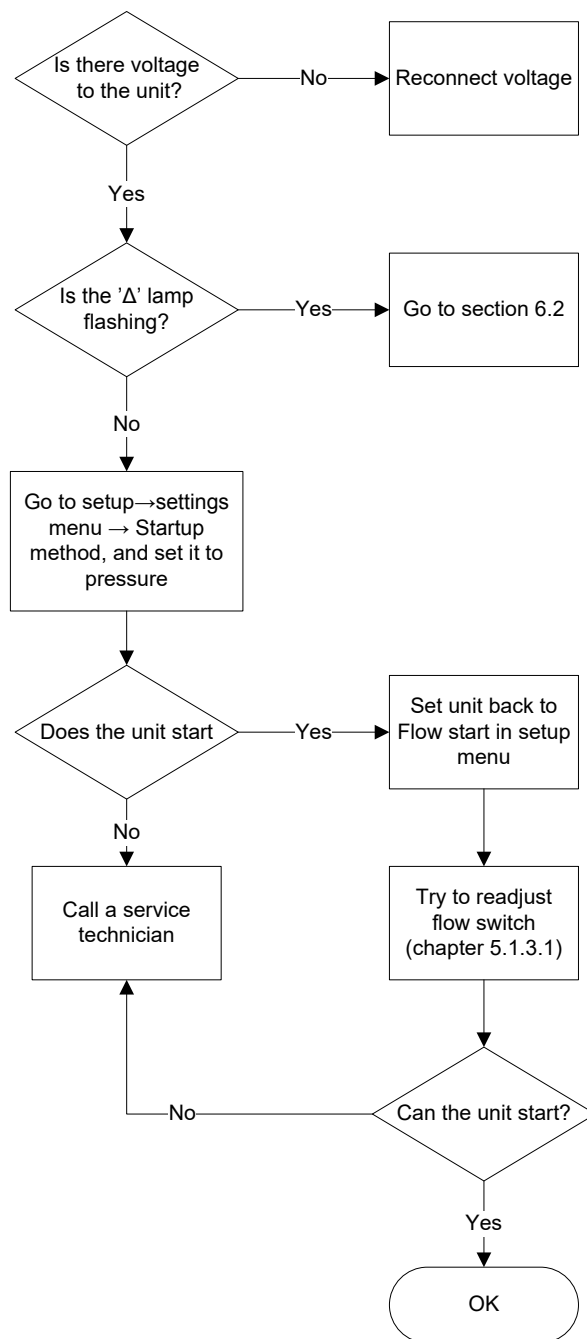 Is there voltage
to the unit?
No
Reconnect voltage
Yes
Is the ’Δ’ lamp
flashing?
Yes
Go to section 6.2
No
Go to setup→settings
menu → Startup
method, and set it to
pressure
Does the unit start
Yes
Set unit back to
Flow start in setup
menu
No
Call a service
technician
Try to readjust
flow switch
(chapter 5.1.3.1)
No
Can the unit start?
Yes
OK